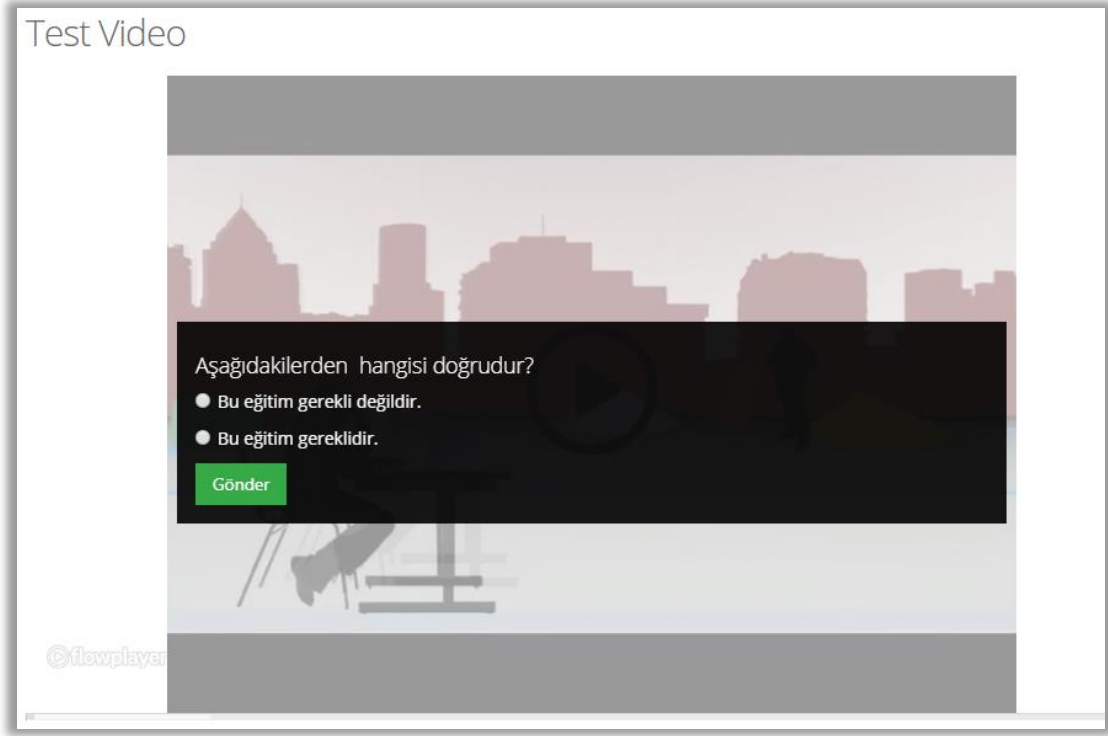 Test Video
Aşağıdakilerden hangisi doğrudur?
Bu eğitim gerekli değildir.
Bu eğitim gereklidir.
Gönder
flowplayer